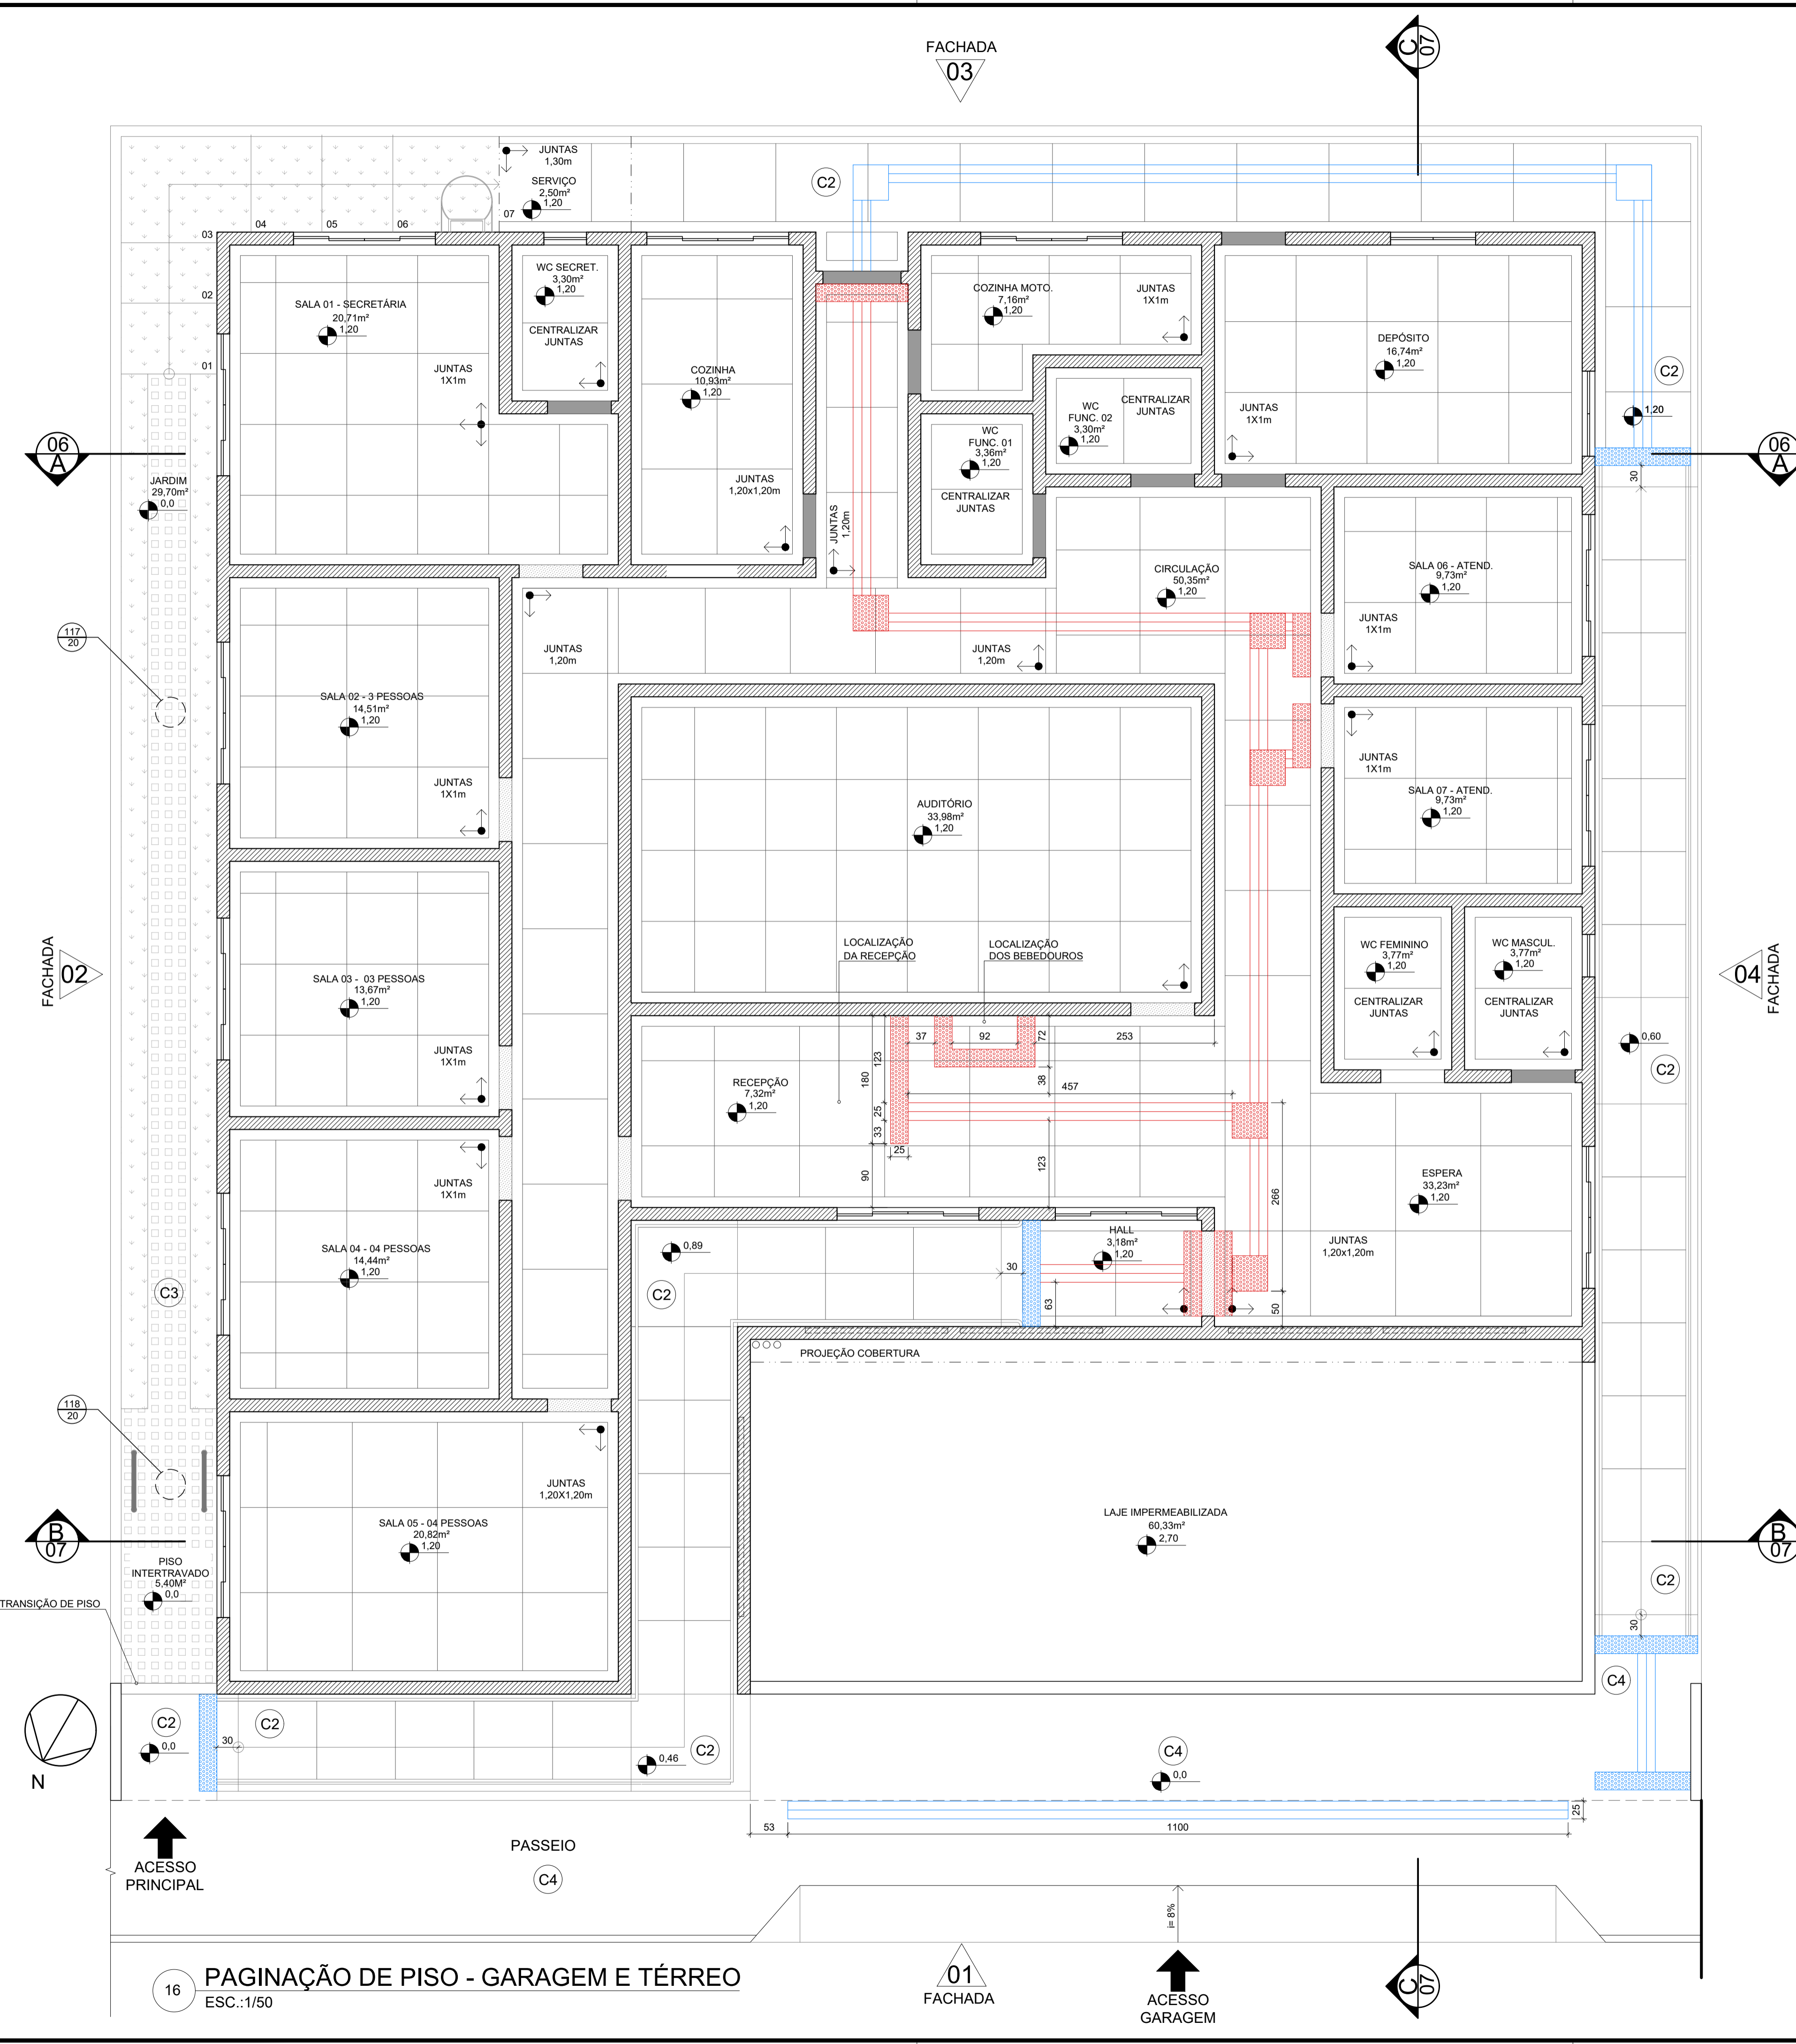 FACHADA
03
C
07
JUNTAS
1,30m
SERVIÇO
2,50m²
1,20
C2
04
05
06
07
03
02
01
SALA 01 - SECRETÁRIA
20,71m²
1,20
JUNTAS
1X1m
WC SECRET.
3,30m²
1,20
CENTRALIZAR
JUNTAS
COZINHA
10,93m²
1,20
JUNTAS
1,20x1,20m
JUNTAS
1,20m
COZINHA MOTO.
7,16m²
1,20
JUNTAS
1X1m
WC
FUNC. 02
3,30m²
1,20
CENTRALIZAR
JUNTAS
WC
FUNC. 01
3,36m²
1,20
CENTRALIZAR
JUNTAS
DEPÓSITO
16,74m²
1,20
JUNTAS
1X1m
C2
1,20
06
A
06
A
30
JARDIM
29,70m²
0,0
CIRCULAÇÃO
50,35m²
1,20
SALA 06 - ATEND.
9,73m²
1,20
JUNTAS
1X1m
117
20
JUNTAS
1,20m
JUNTAS
1,20m
SALA 02 - 3 PESSOAS
14,51m²
1,20
JUNTAS
1X1m
JUNTAS
1X1m
SALA 07 - ATEND.
9,73m²
1,20
AUDITÓRIO
33,98m²
1,20
LOCALIZAÇÃO
DA RECEPÇÃO
LOCALIZAÇÃO
DOS BEBEDOUROS
FACHADA
02
SALA 03 - 03 PESSOAS
13,67m²
1,20
JUNTAS
1X1m
WC FEMININO
3,77m²
1,20
CENTRALIZAR
JUNTAS
WC MASCUL.
3,77m²
1,20
CENTRALIZAR
JUNTAS
04
FACHADA
0,60
C2
37
92
72
253
123
180
38
457
25
33
25
90
123
266
RECEPÇÃO
7,32m²
1,20
JUNTAS
1X1m
ESPERA
33,23m²
1,20
JUNTAS
1,20x1,20m
SALA 04 - 04 PESSOAS
14,44m²
1,20
0,89
HALL
3,18m²
1,20
30
63
50
C3
C2
PROJEÇÃO COBERTURA
118
20
JUNTAS
1,20X1,20m
SALA 05 - 04 PESSOAS
20,82m²
1,20
LAJE IMPERMEABILIZADA
60,33m²
2,70
B
07
B
07
PISO
INTERTRAVADO
5,40M²
0,0
TRANSIÇÃO DE PISO
C2
30
C4
N
C2
0,0
30
C2
0,46
C2
C4
0,0
53
1100
25
ACESSO
PRINCIPAL
PASSEIO
C4
i= 8%
16
PAGINAÇÃO DE PISO - GARAGEM E TÉRREO
ESC.:1/50
01
FACHADA
ACESSO
GARAGEM
C
07